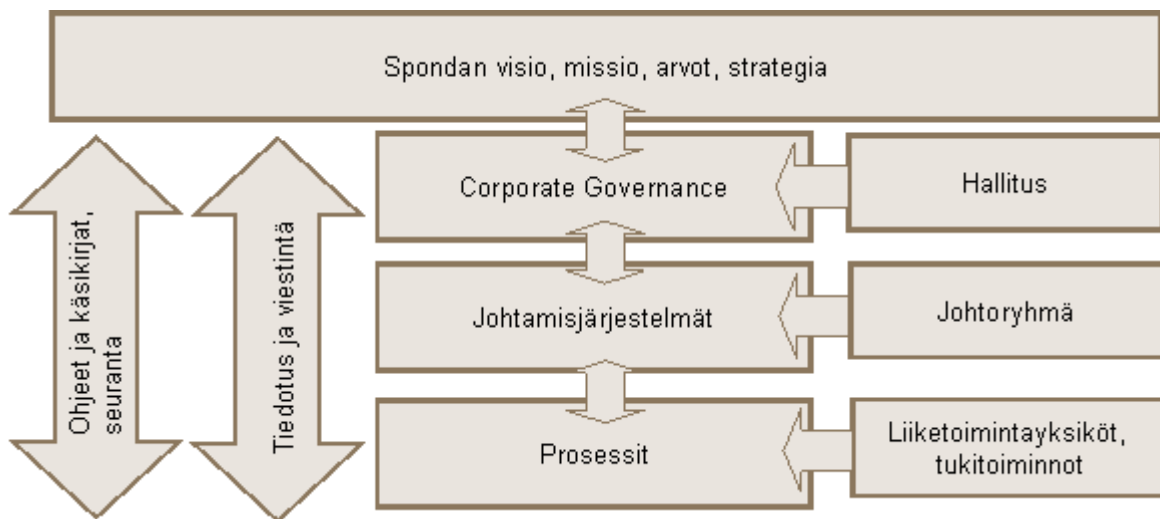 Spondan visio, missio, arvot, strategia
Ohjeet ja käsikirjat,
seuranta
Tiedotus ja viestintä
Corporate Governance
Hallitus
Johtamisjärjestelmät
Johtoryhmä
Prosessit
Liiketoimintayksiköt,
tukitoiminnot